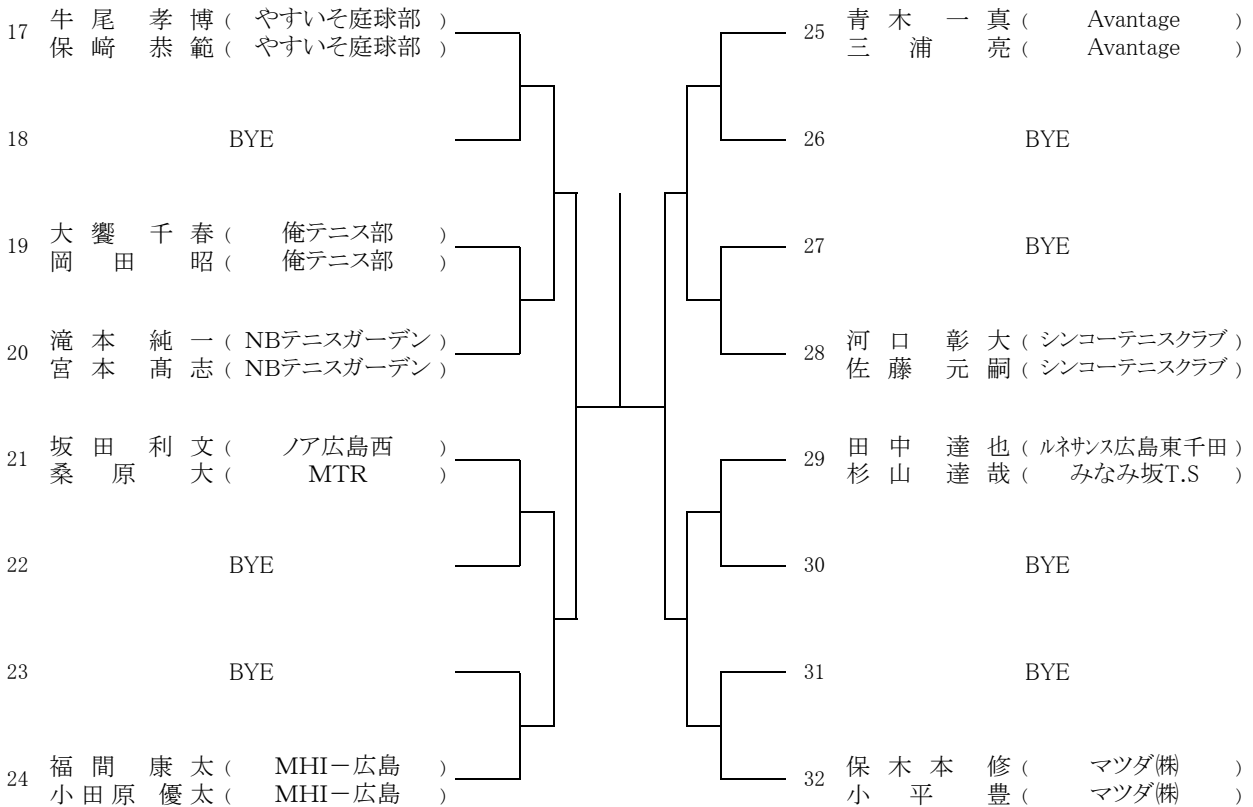 17 牛尾 孝博 ( やすいそ庭球部 )
保﨑 恭範 ( やすいそ庭球部 )
18 BYE
19 大饗 千春 ( 俺テニス部 )
岡田 昭 ( 俺テニス部 )
20 滝本 純一 ( NBテニスガーデン )
宮本 髙志 ( NBテニスガーデン )
21 坂田 利文 ( ノア広島西 )
桑原 大 ( MTR )
22 BYE
23 BYE
24 福間 康太 ( MHI－広島 )
小田原 優太 ( MHI－広島 )
25 青木 一真 ( Avantage )
三浦 亮 ( Avantage )
26 BYE
27 BYE
28 河口 彰大 ( シンコーテニスクラブ )
佐藤 元嗣 ( シンコーテニスクラブ )
29 田中 達也 ( ルネサンス広島東千田 )
杉山 達哉 ( みなみ坂T.S )
30 BYE
31 BYE
32 保木本 修 ( マツダ㈱ )
小平 豊 ( マツダ㈱ )